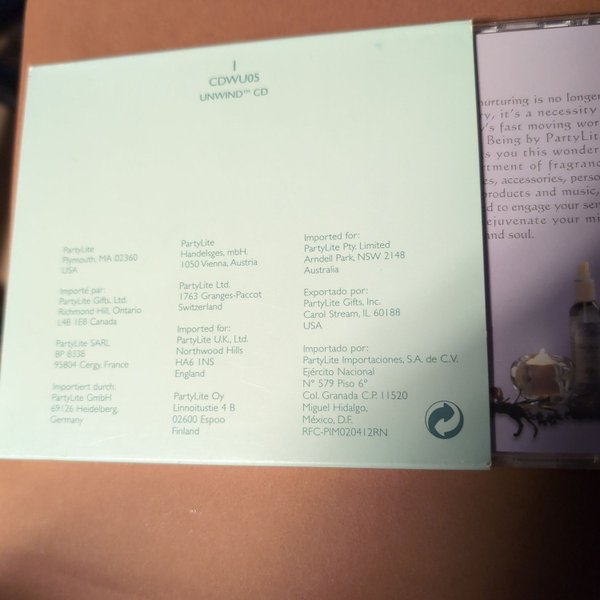 1
CDWU05
UNWIND™ CD
PartyLite
Plymouth, MA 02360
USA
Importé par:
PartyLite Gifts, Ltd.
Richmond Hill, Ontario
L4B 1E8 Canada
PartyLite SARL
BP 8338
95804 Cergy, France
Importiert durch:
PartyLite GmbH
69126 Heidelberg,
Germany
PartyLite
Handelsges, mbH.
1050 Vienna, Austria
PartyLite Ltd.
1763 Granges-Paccot
Switzerland
Imported for:
PartyLite U.K., Ltd.
Northwood Hills
HA6 1NS
England
PartyLite Oy
Linnoitustie 4 B
02600 Espoo
Finland
Imported for:
PartyLite Pty. Limited
Arndell Park, NSW 2148
Australia
Exportado por:
PartyLite Gifts, Inc.
Carol Stream, IL 60188
USA
Importado por:
PartyLite Importaciones, S.A. de C.V.
Ejército Nacional
N° 579 Piso 6°
Col. Granada C.P. 11520
Miguel Hidalgo,
México, D.F.
RFC-PIM020412RN
nurturing is no longer
ry, it's a necessity
y's fast moving wor
Being by PartyLit
s you this wonder
rtment of fragranc
es, accessories, perso
products and music,
d to engage your sen
ejuvenate your mi
and soul.